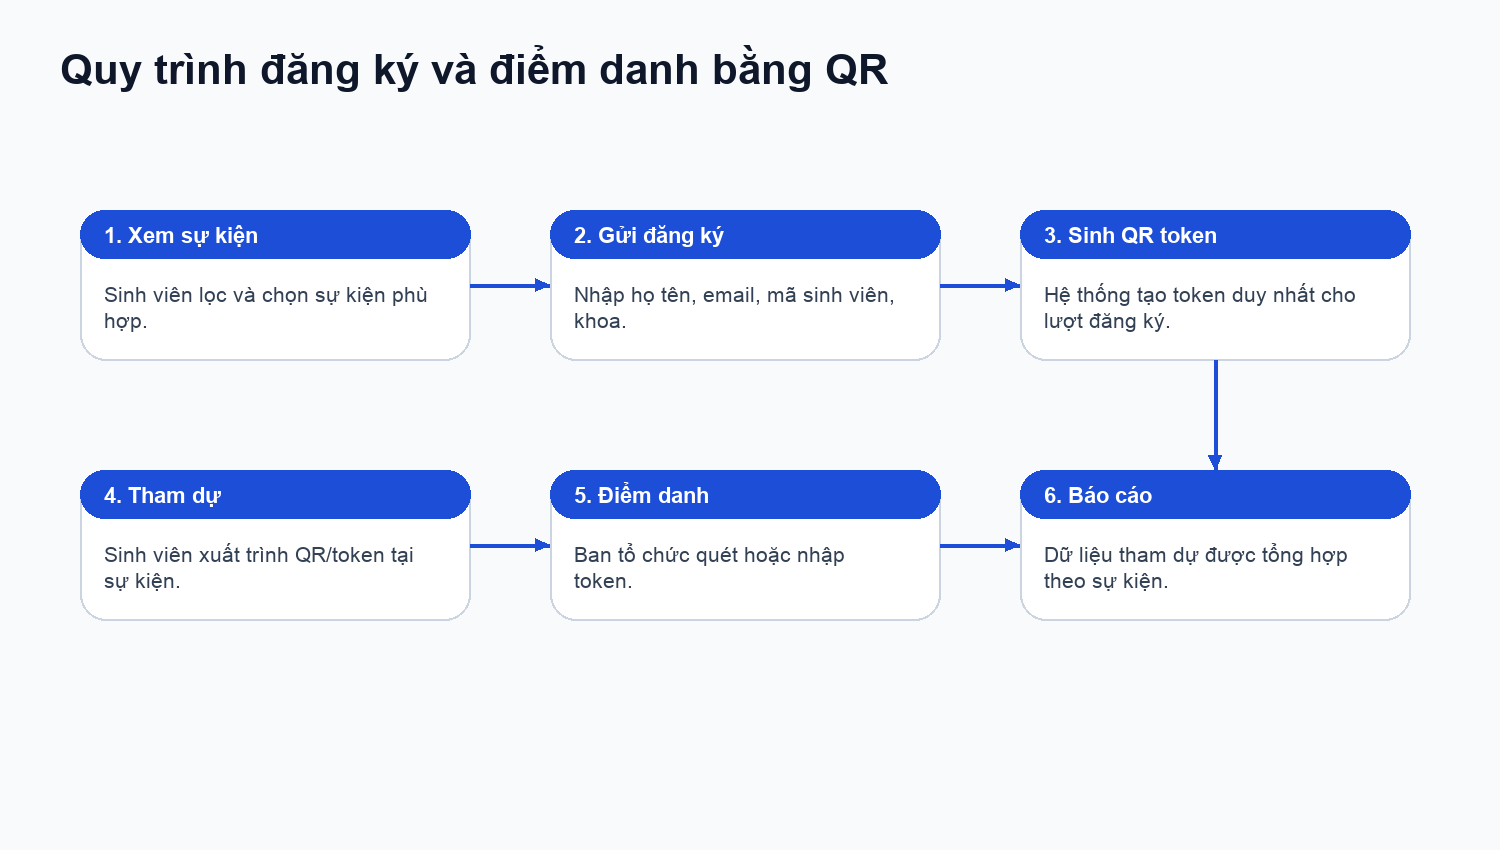 Quy trình đăng ký và điểm danh bằng QR
1. Xem sự kiện
Sinh viên lọc và chọn sự kiện phù
hợp.
2. Gửi đăng ký
Nhập họ tên, email, mã sinh viên,
khoa.
3. Sinh QR token
Hệ thống tạo token duy nhất cho
lượt đăng ký.
4. Tham dự
Sinh viên xuất trình QR/token tại
sự kiện.
5. Điểm danh
Ban tổ chức quét hoặc nhập
token.
6. Báo cáo
Dữ liệu tham dự được tổng hợp
theo sự kiện.